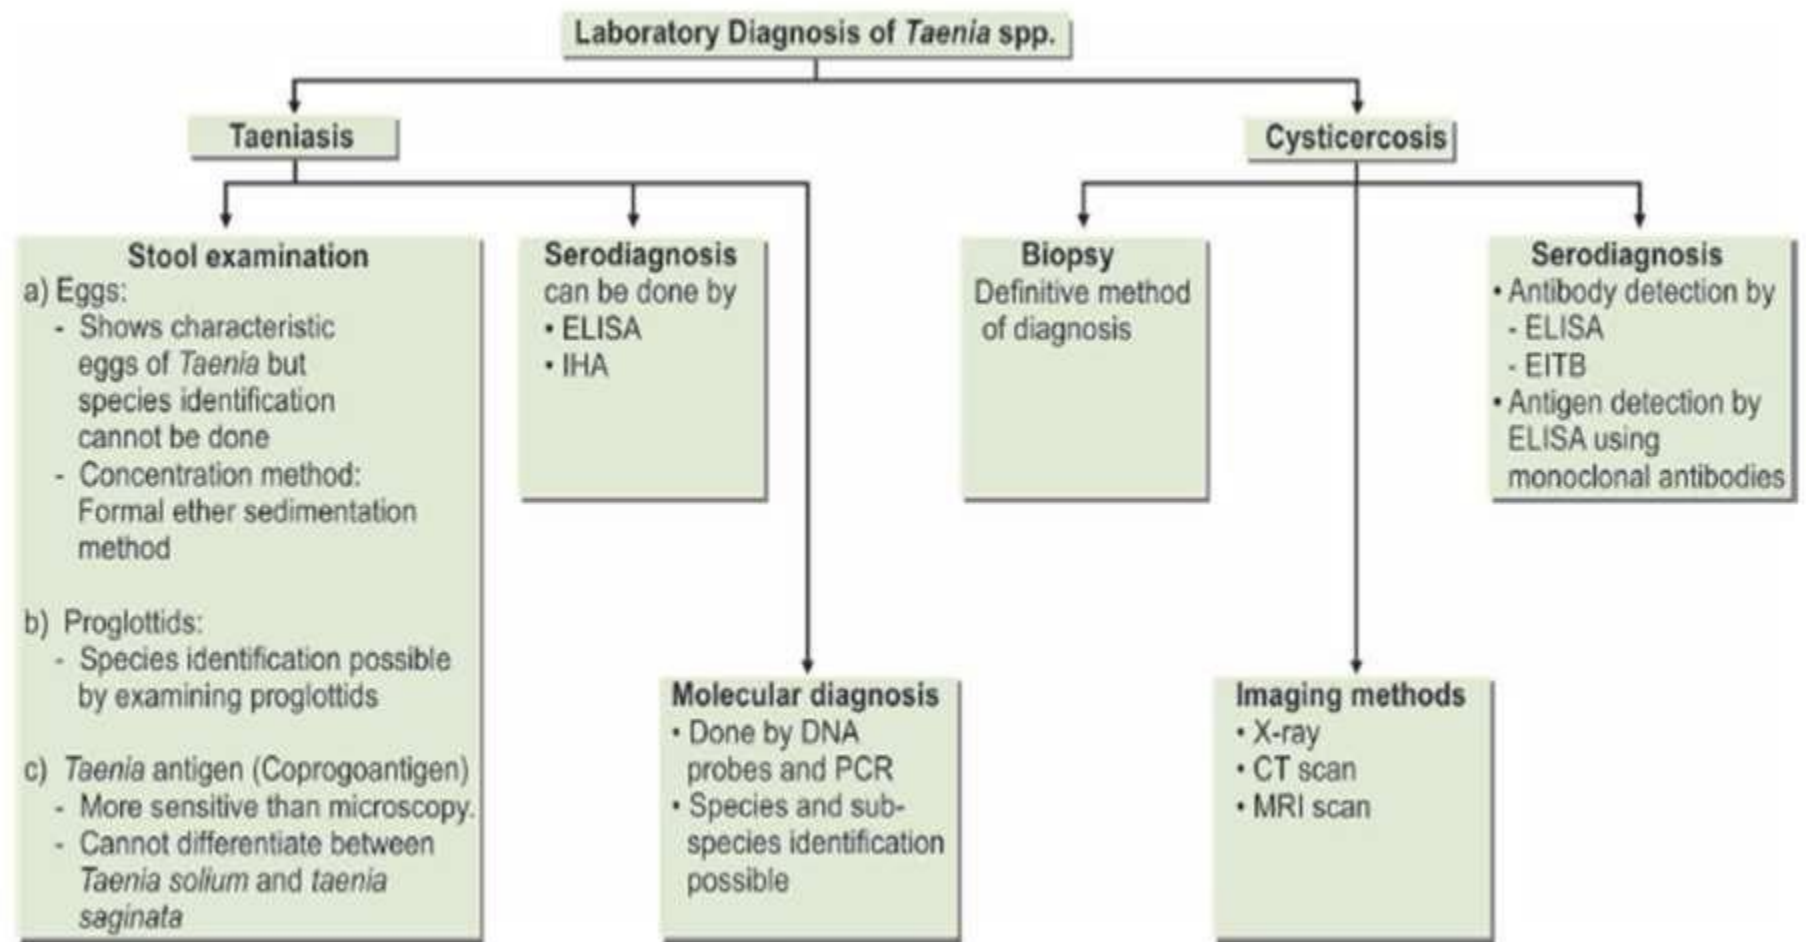 Laboratory Diagnosis of Taenia spp.
Taeniasis
Cysticercosis
Stool examination
a) Eggs:
- Shows characteristic
eggs of Taenia but
species identification
cannot be done
- Concentration method:
Formal ether sedimentation
method
b) Proglottids:
- Species identification possible
by examining proglottids
c) Taenia antigen (Coprogoantigen)
- More sensitive than microscopy.
- Cannot differentiate between
Taenia solium and taenia
saginata
Serodiagnosis
can be done by
• ELISA
• IHA
Molecular diagnosis
• Done by DNA
probes and PCR
• Species and sub-
species identification
possible
Biopsy
Definitive method
of diagnosis
Imaging methods
• X-ray
• CT scan
• MRI scan
Serodiagnosis
• Antibody detection by
- ELISA
- EITB
• Antigen detection by
ELISA using
monoclonal antibodies